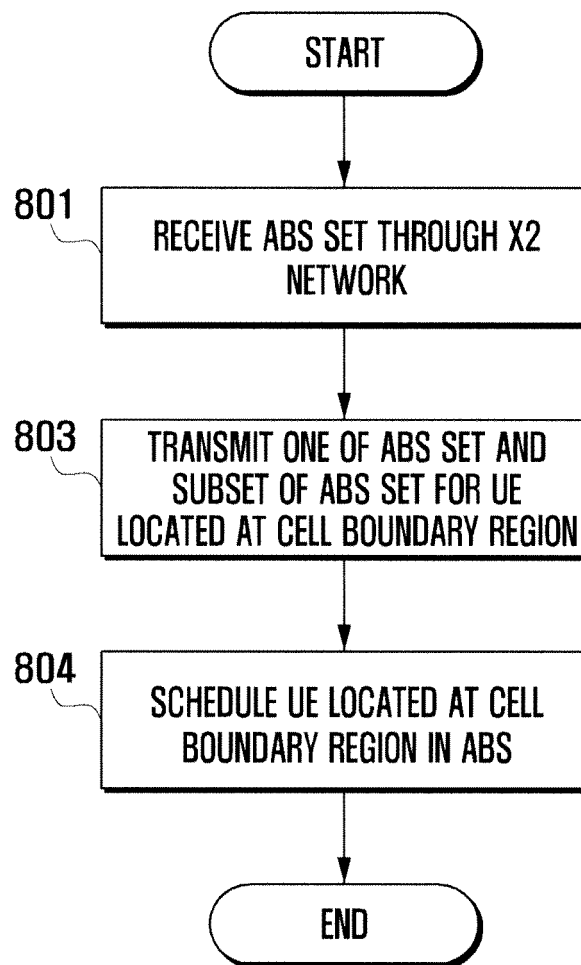 START
801
RECEIVE ABS SET THROUGH X2
NETWORK
803
TRANSMIT ONE OF ABS SET AND
SUBSET OF ABS SET FOR UE
LOCATED AT CELL BOUNDARY REGION
804
SCHEDULE UE LOCATED AT CELL
BOUNDARY REGION IN ABS
END